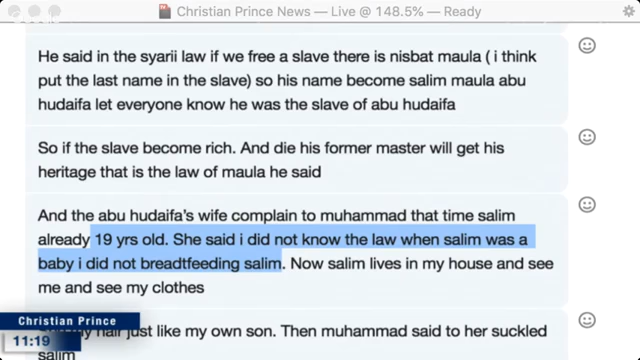 Christian Prince News — Live @ 148.5% — Ready
He said in the syarii law if we free a slave there is nisbat maula ( i think
put the last name in the slave) so his name become salim maula abu
hudaifa let everyone know he was the slave of abu hudaifa
So if the slave become rich. And die his former master will get his
heritage that is the law of maula he said
And the abu hudaifa's wife complain to muhammad that time salim
already 19 yrs old. She said i did not know the law when salim was a
baby i did not breadtfeeding salim. Now salim lives in my house and see
me and see my clothes
my hair just like my own son. Then muhammad said to her suckled
salim
Christian Prince
11:19